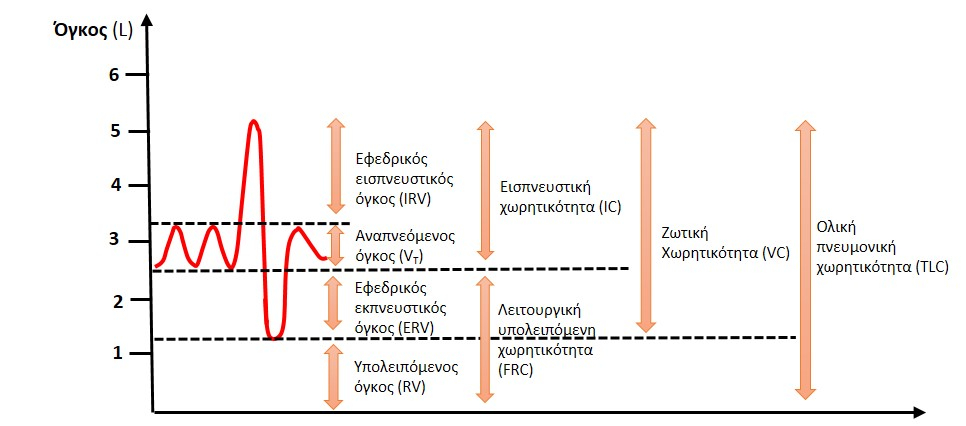 Όγκος (L)
6
5
4
3
2
1
Εφεδρικός
εισπνευστικός
όγκος (IRV)
Αναπνεόμενος
όγκος (VT)
Εφεδρικός
εκπνευστικός
όγκος (ERV)
Υπολειπόμενος
όγκος (RV)
Εισπνευστική
χωρητικότητα (IC)
Λειτουργική
υπολειπόμενη
χωρητικότητα
(FRC)
Ζωτική
Χωρητικότητα (VC)
Ολική
πνευμονική
χωρητικότητα (TLC)